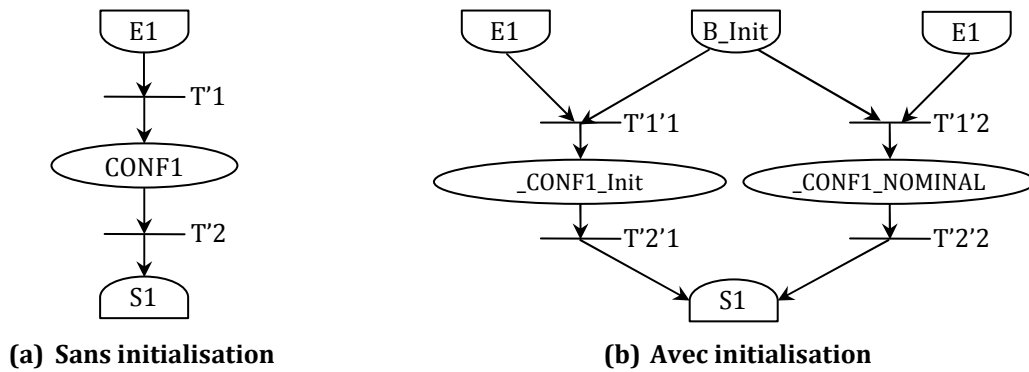 E1
T'1
CONF1
T'2
S1
(a) Sans initialisation
E1 B_Init E1
T'1'1 T'1'2
_CONF1_Init _CONF1_NOMINAL
T'2'1 T'2'2
S1
(b) Avec initialisation